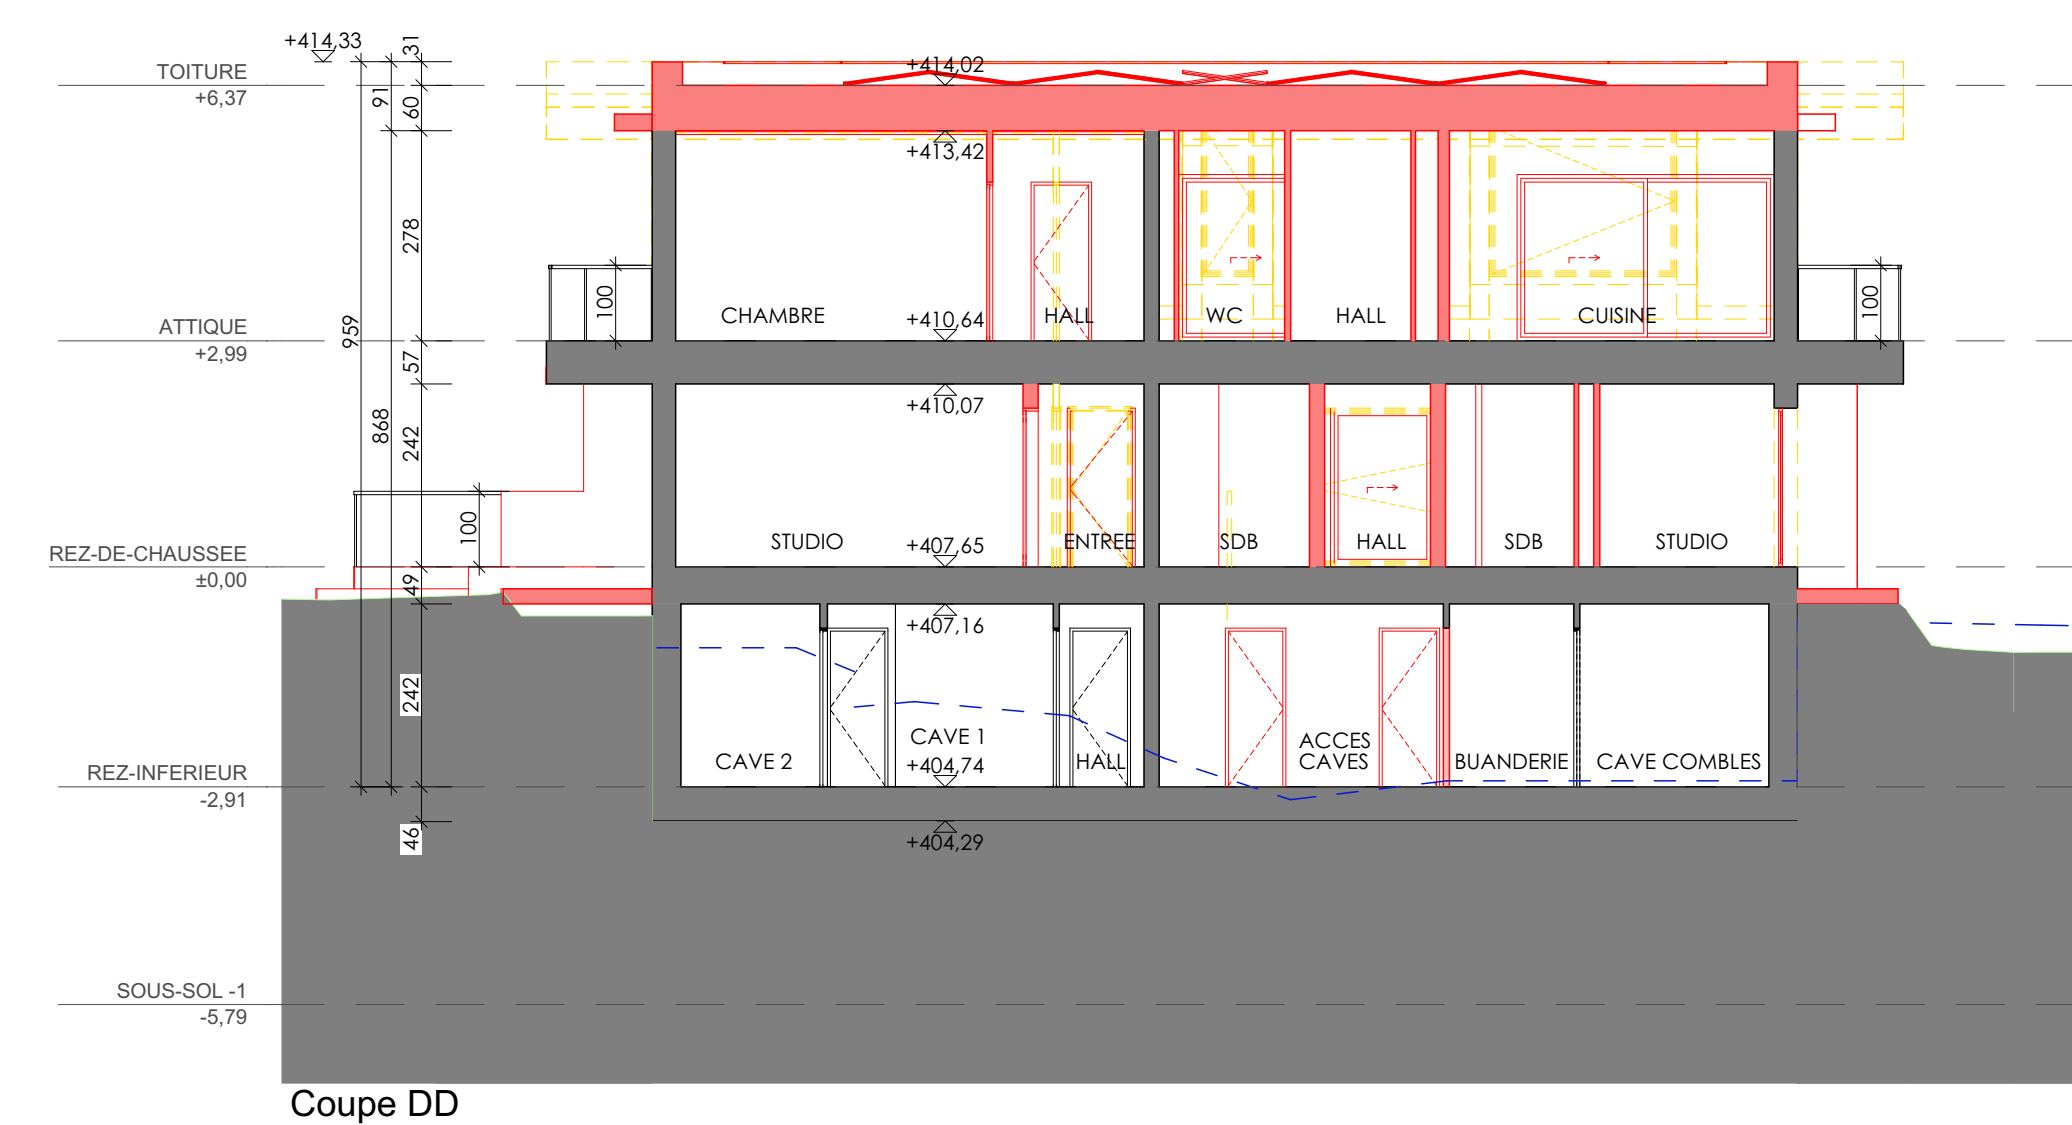 +414,33
31
+414,02
TOITURE
+6,37
91
60
+413,42
278
100
100
CHAMBRE
+410,64
HALL
WC
HALL
CUISINE
ATTIQUE
+2,99
959
57
+410,07
868
242
100
STUDIO
+407,65
ENTREE
SDB
HALL
SDB
STUDIO
REZ-DE-CHAUSSEE
±0,00
49
+407,16
242
CAVE 2
CAVE 1
+404,74
HALL
ACCES
CAVES
BUANDERIE
CAVE COMBLES
REZ-INFERIEUR
-2,91
46
+404,29
SOUS-SOL -1
-5,79
Coupe DD